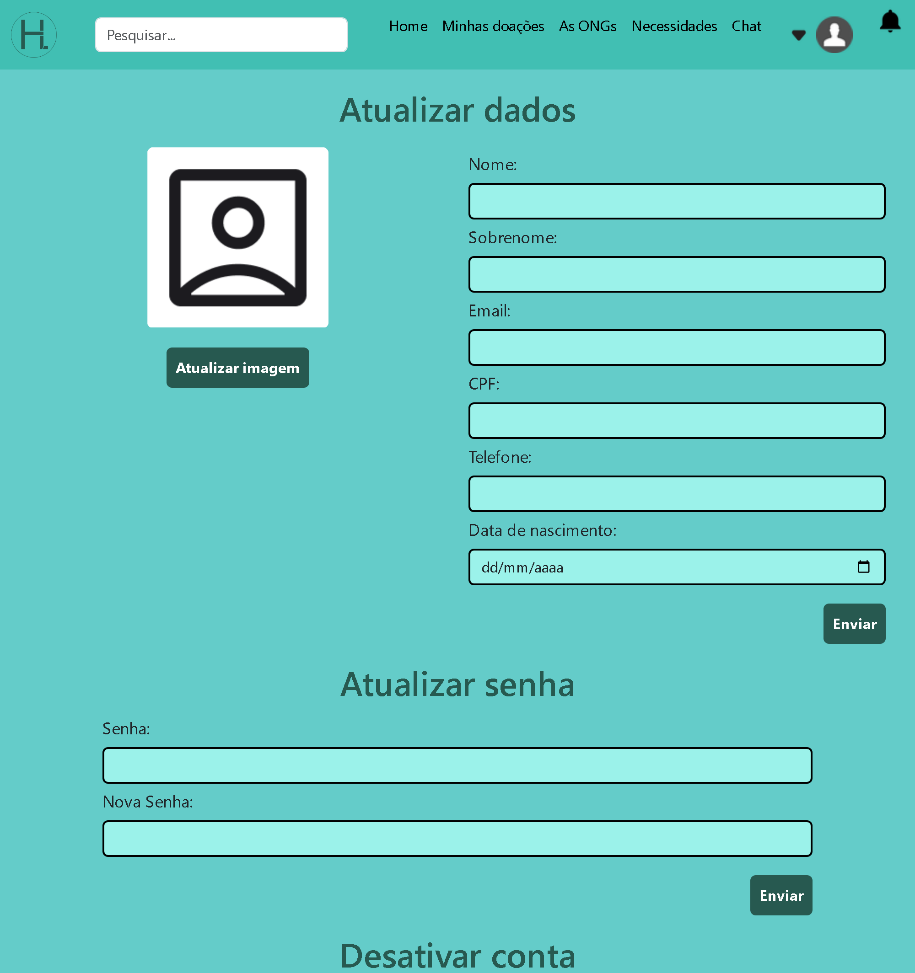 H.
Pesquisar...
Home Minhas doações As ONGs Necessidades Chat
Atualizar dados
Atualizar imagem
Nome:
Sobrenome:
Email:
CPF:
Telefone:
Data de nascimento:
dd/mm/aaaa
Enviar
Atualizar senha
Senha:
Nova Senha:
Enviar
Desativar conta